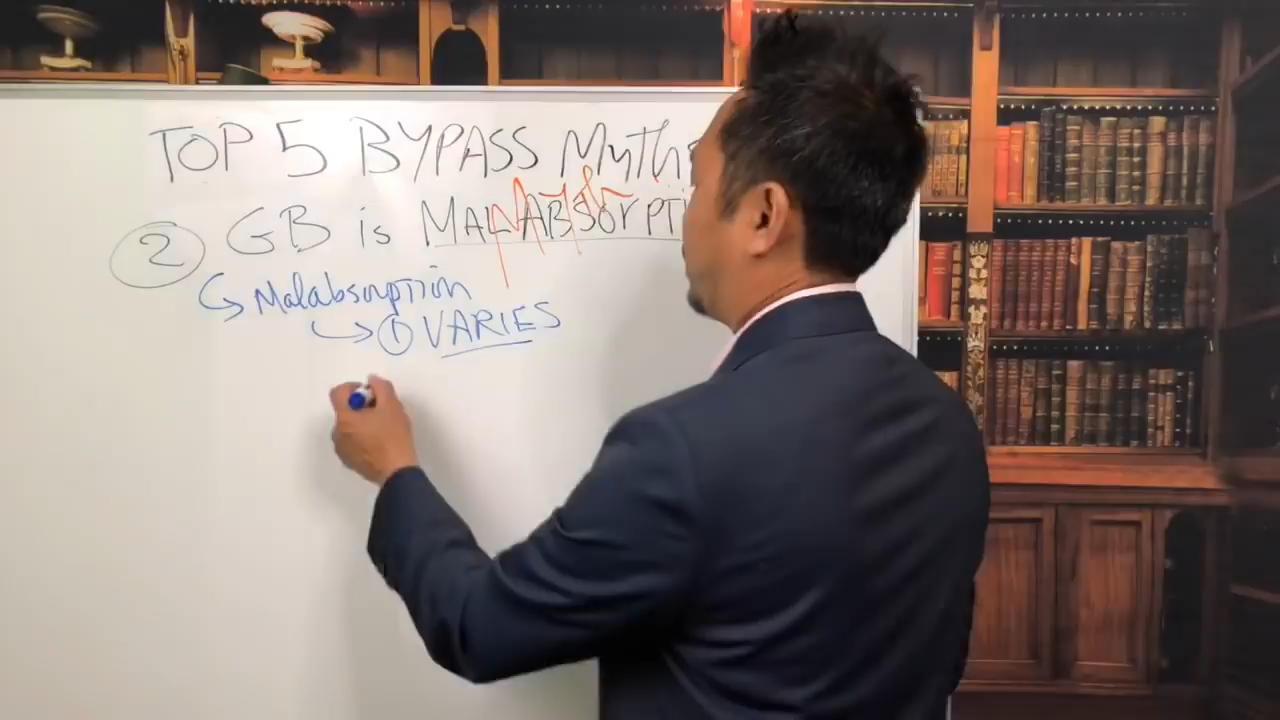 TOP 5 BYPASS Myths
② GB is MALABSORPTI
↳ Malabsorption
↳ ① VARIES